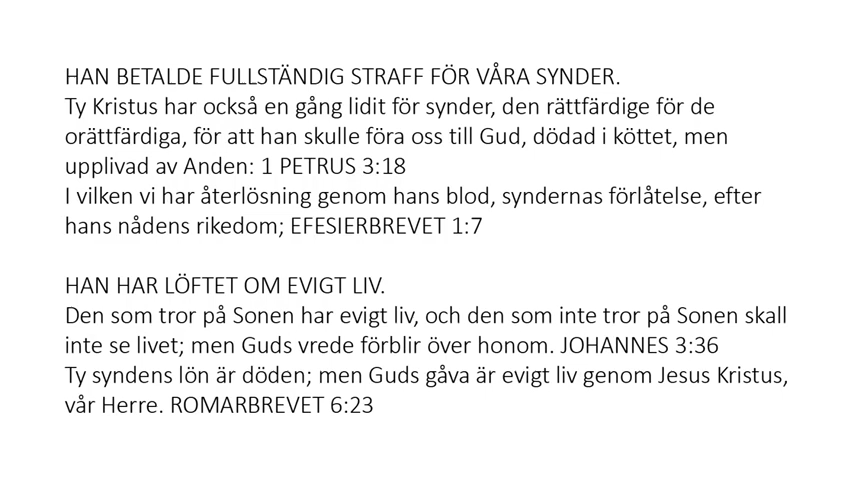 HAN BETALDE FULLSTÄNDIG STRAFF FÖR VÅRA SYNDER.
Ty Kristus har också en gång lidit för synder, den rättfärdige för de
orättfärdiga, för att han skulle föra oss till Gud, dödad i köttet, men
upplivad av Anden: 1 PETRUS 3:18
I vilken vi har återlösning genom hans blod, syndernas förlåtelse, efter
hans nådens rikedom; EFESIERBREVET 1:7
HAN HAR LÖFTET OM EVIGT LIV.
Den som tror på Sonen har evigt liv, och den som inte tror på Sonen skall
inte se livet; men Guds vrede förblir över honom. JOHANNES 3:36
Ty syndens lön är döden; men Guds gåva är evigt liv genom Jesus Kristus,
vår Herre. ROMARBREVET 6:23